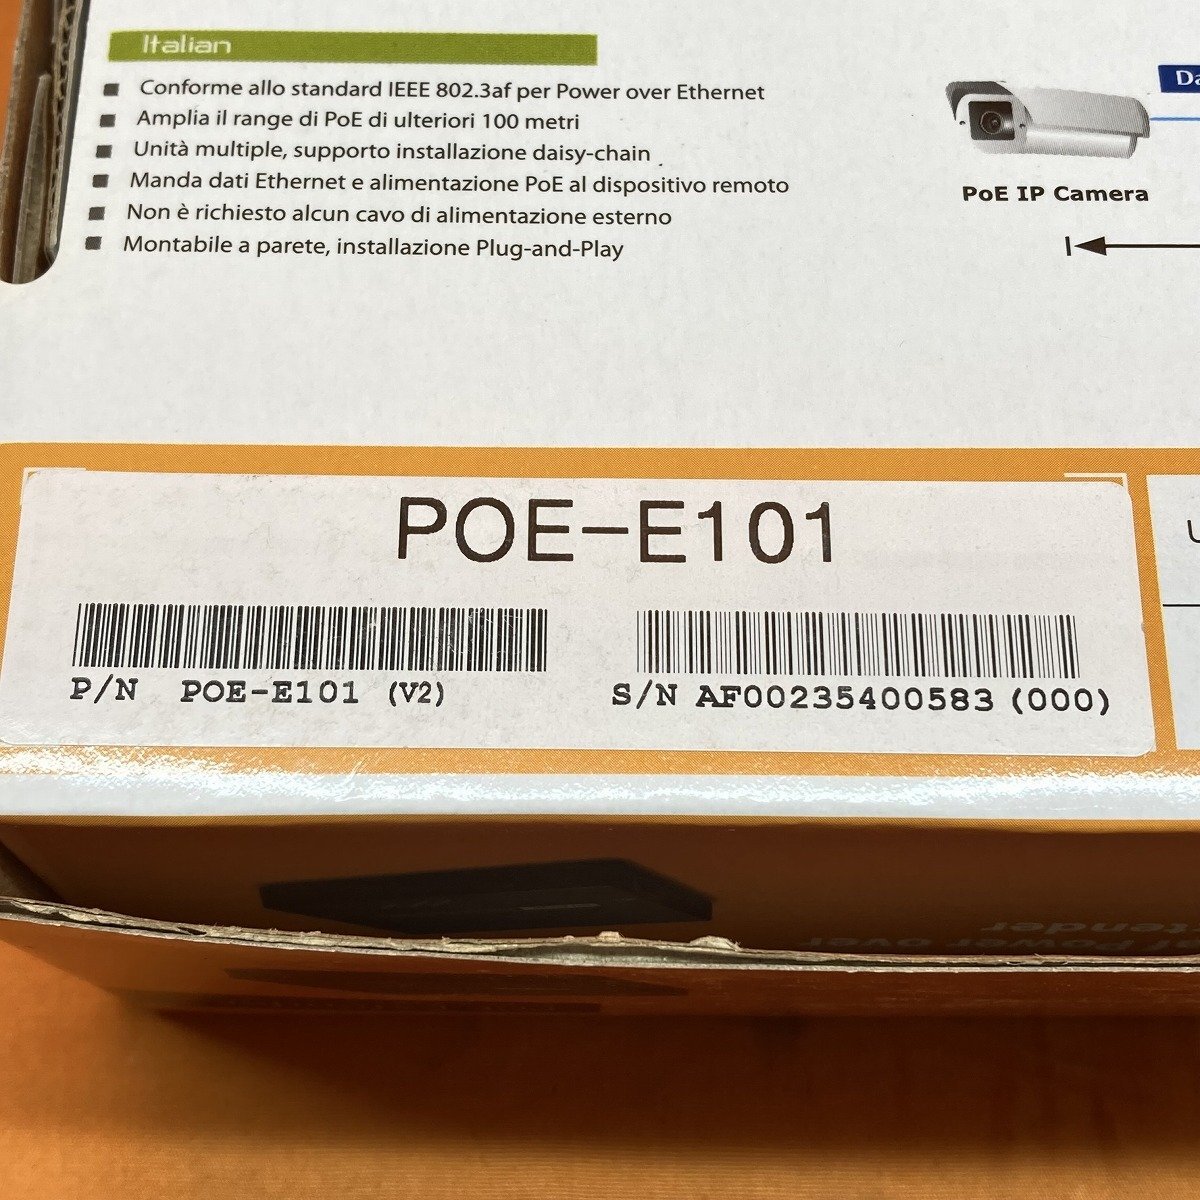 Italian
Conforme allo standard IEEE 802.3af per Power over Ethernet
Amplia il range di PoE di ulteriori 100 metri
Unità multiple, supporto installazione daisy-chain
Manda dati Ethernet e alimentazione PoE al dispositivo remoto
Non è richiesto alcun cavo di alimentazione esterno
Montabile a parete, installazione Plug-and-Play
PoE IP Camera
POE-E101
P/N POE-E101 (V2)
S/N AF00235400583 (000)
Power over